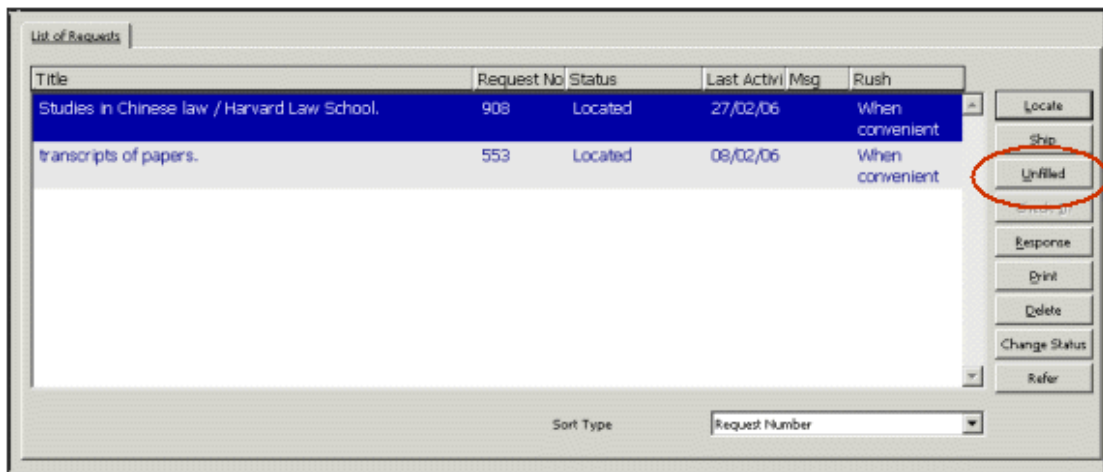 List of Requests
Title Request No Status Last Activi Msg Rush
Studies in Chinese law / Harvard Law School. 908 Located 27/02/06 When
convenient
transcripts of papers. 553 Located 08/02/06 When
convenient
Locate
Ship
Unfilled
Check In
Response
Print
Delete
Change Status
Refer
Sort Type Request Number